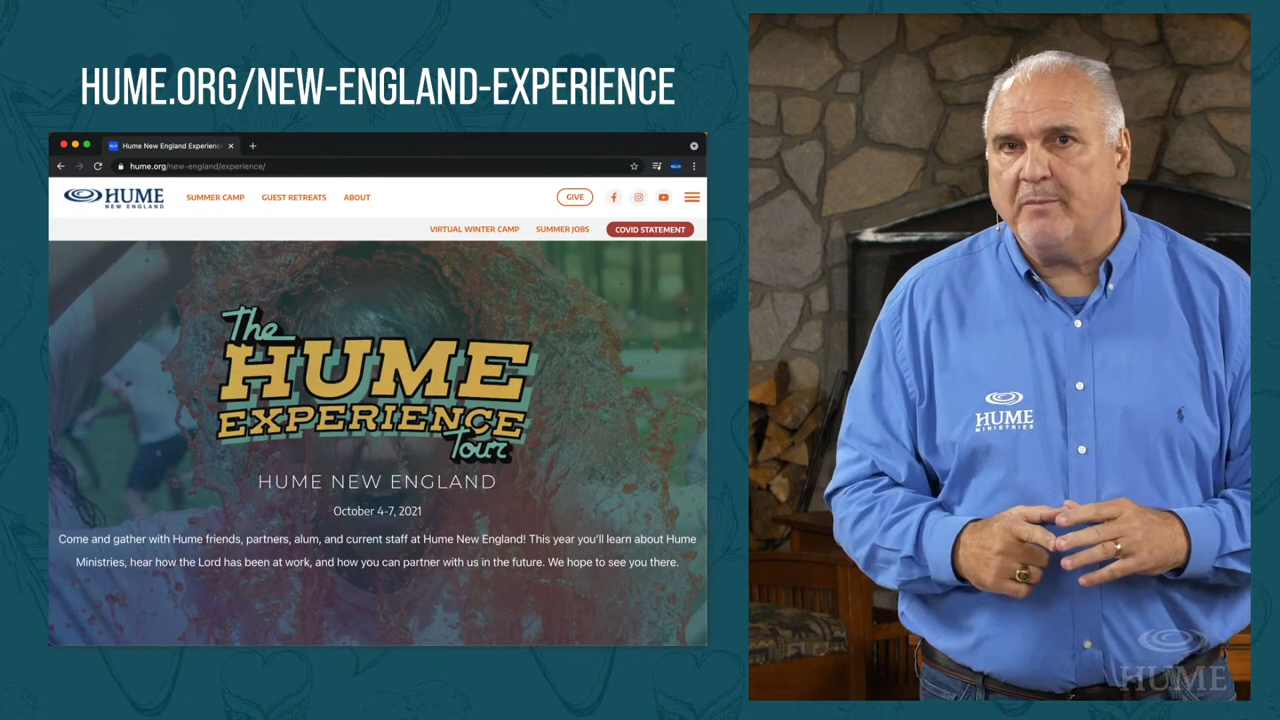 HUME.ORG/NEW-ENGLAND-EXPERIENCE
Hume New England Experienc
hume.org/new-england/experience/
HUME
NEW ENGLAND
SUMMER CAMP
GUEST RETREATS
ABOUT
GIVE
VIRTUAL WINTER CAMP
SUMMER JOBS
COVID STATEMENT
The
HUME
EXPERIENCE
Tour
HUME NEW ENGLAND
October 4-7, 2021
Come and gather with Hume friends, partners, alum, and current staff at Hume New England! This year you'll learn about Hume
Ministries, hear how the Lord has been at work, and how you can partner with us in the future. We hope to see you there.
HUME
MINISTRIES
HUME